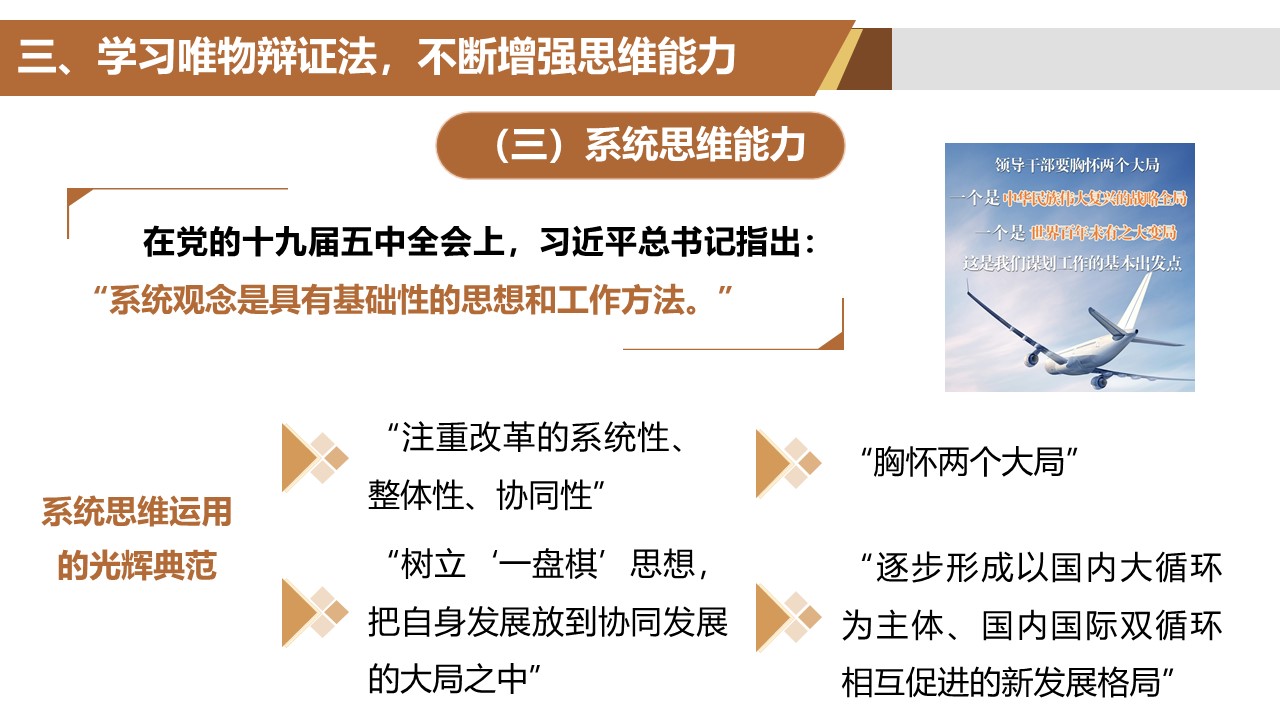 三、学习唯物辩证法，不断增强思维能力
（三）系统思维能力
领导干部要胸怀两个大局
一个是 中华民族伟大复兴的战略全局
一个是 世界百年未有之大变局
这是我们谋划工作的基本出发点
在党的十九届五中全会上，习近平总书记指出：
“系统观念是具有基础性的思想和工作方法。”
系统思维运用
的光辉典范
“注重改革的系统性、
整体性、协同性”
“胸怀两个大局”
“树立‘一盘棋’思想，
把自身发展放到协同发展
的大局之中”
“逐步形成以国内大循环
为主体、国内国际双循环
相互促进的新发展格局”